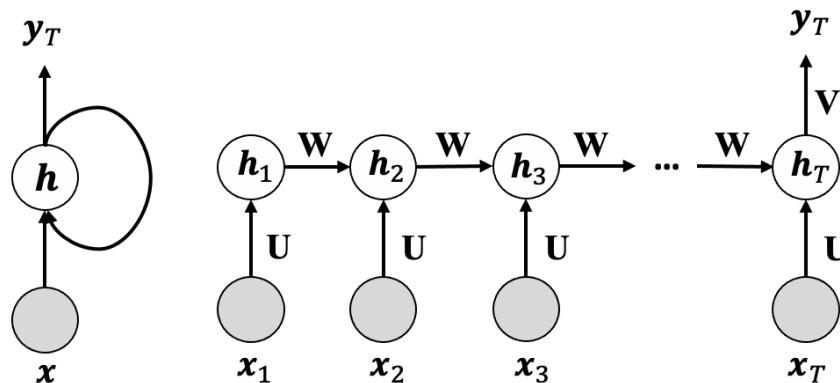 y_T y_T
V
h h_1 W h_2 W h_3 W ... W h_T
U U U U
x x_1 x_2 x_3 x_T